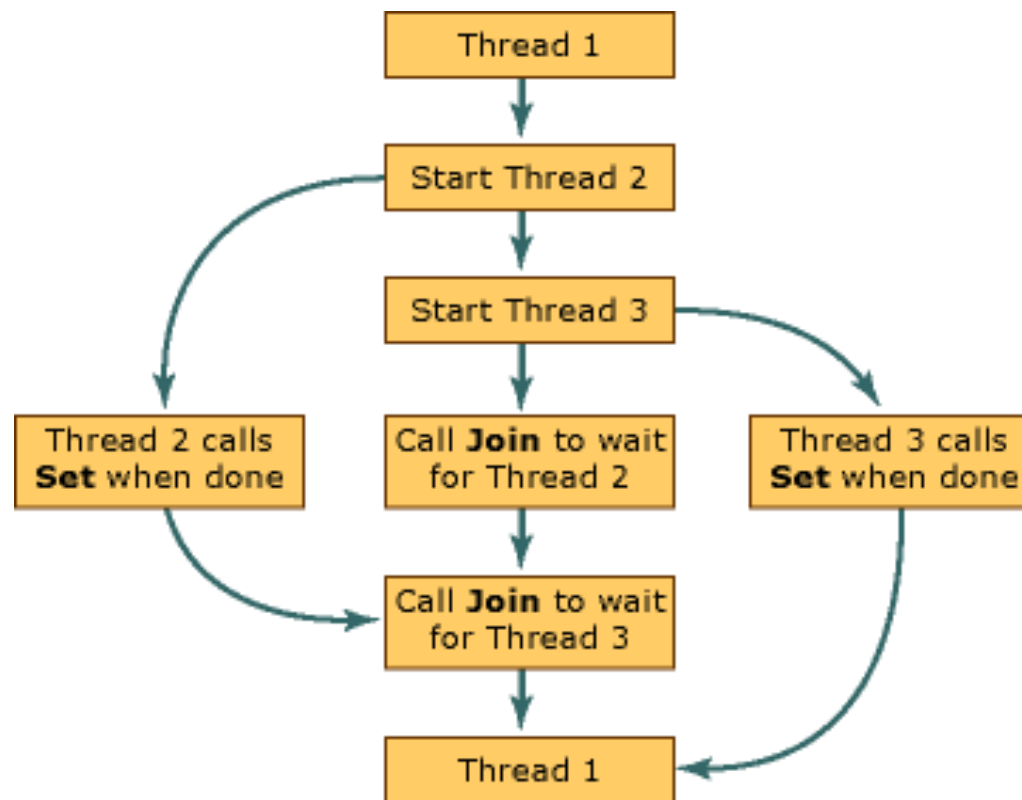 Thread 1
Start Thread 2
Start Thread 3
Thread 2 calls
Set when done
Call Join to wait
for Thread 2
Thread 3 calls
Set when done
Call Join to wait
for Thread 3
Thread 1